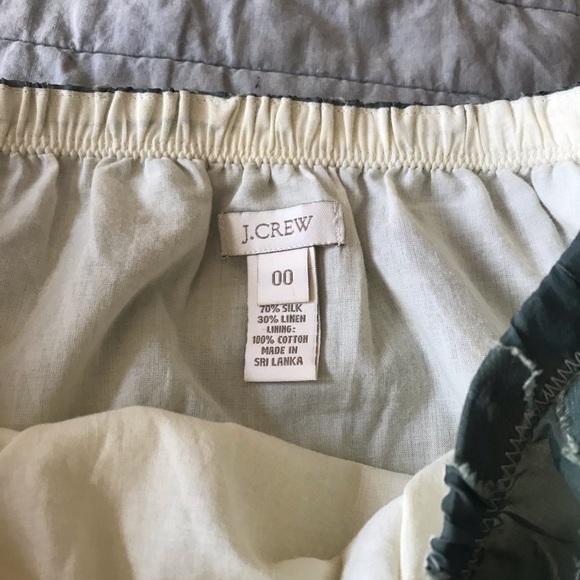 J.CREW
00
70% SILK
30% LINEN
LINING:
100% COTTON
MADE IN
SRI LANKA